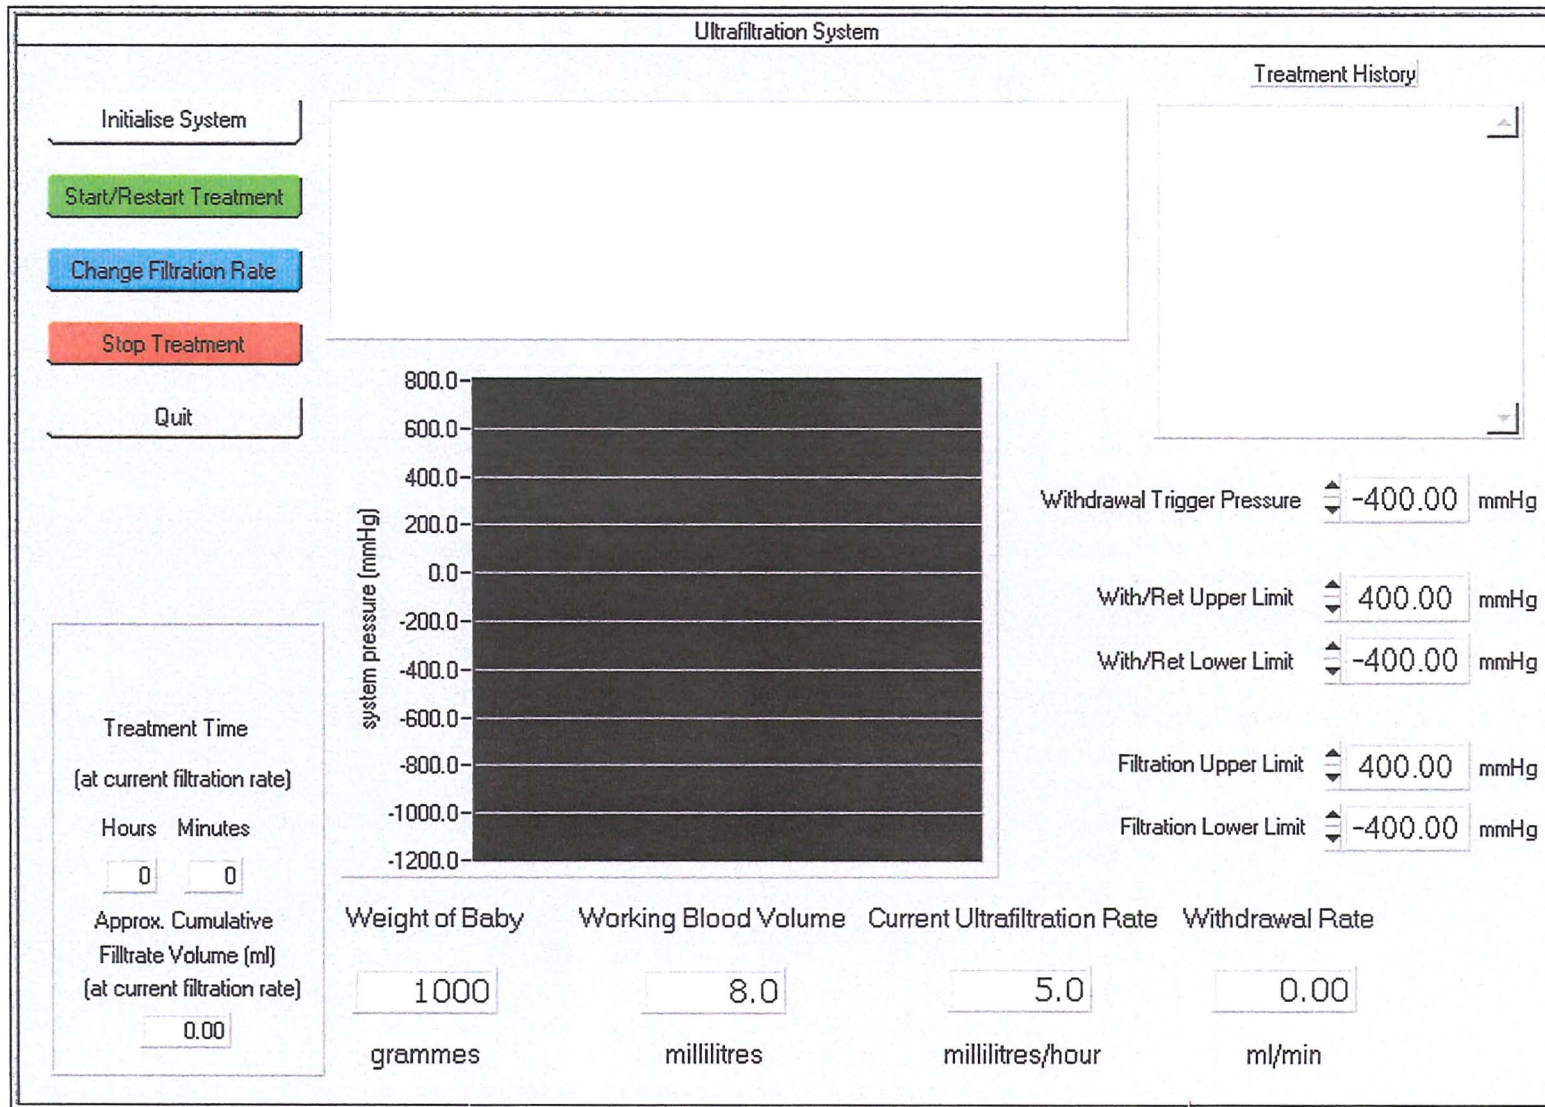 Ultrafiltration System
Initialise System
Start/Restart Treatment
Change Filtration Rate
Stop Treatment
Quit
Treatment History
800.0
600.0
400.0
200.0
0.0
-200.0
-400.0
-600.0
-800.0
-1000.0
-1200.0
system pressure (mmHg)
Withdrawal Trigger Pressure -400.00 mmHg
With/Ret Upper Limit 400.00 mmHg
With/Ret Lower Limit -400.00 mmHg
Filtration Upper Limit 400.00 mmHg
Filtration Lower Limit -400.00 mmHg
Treatment Time
(at current filtration rate)
Hours Minutes
0 0
Approx. Cumulative
Filltrate Volume (ml)
(at current filtration rate)
0.00
Weight of Baby Working Blood Volume Current Ultrafiltration Rate Withdrawal Rate
1000 8.0 5.0 0.00
grammes millilitres millilitres/hour ml/min